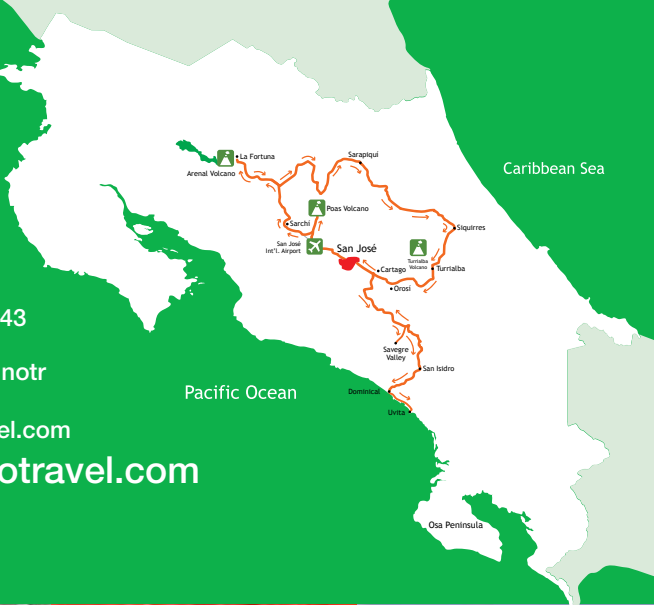 La Fortuna
Arenal Volcano
Sarapiquí
Caribbean Sea
Poas Volcano
Sarchí
Siquirres
San José
Int'l. Airport
San José
Turrialba
Volcano
Turrialba
Cartago
Orosi
43
Savegre
Valley
San Isidro
notr
Pacific Ocean
Dominical
Uvita
el.com
otravel.com
Osa Peninsula